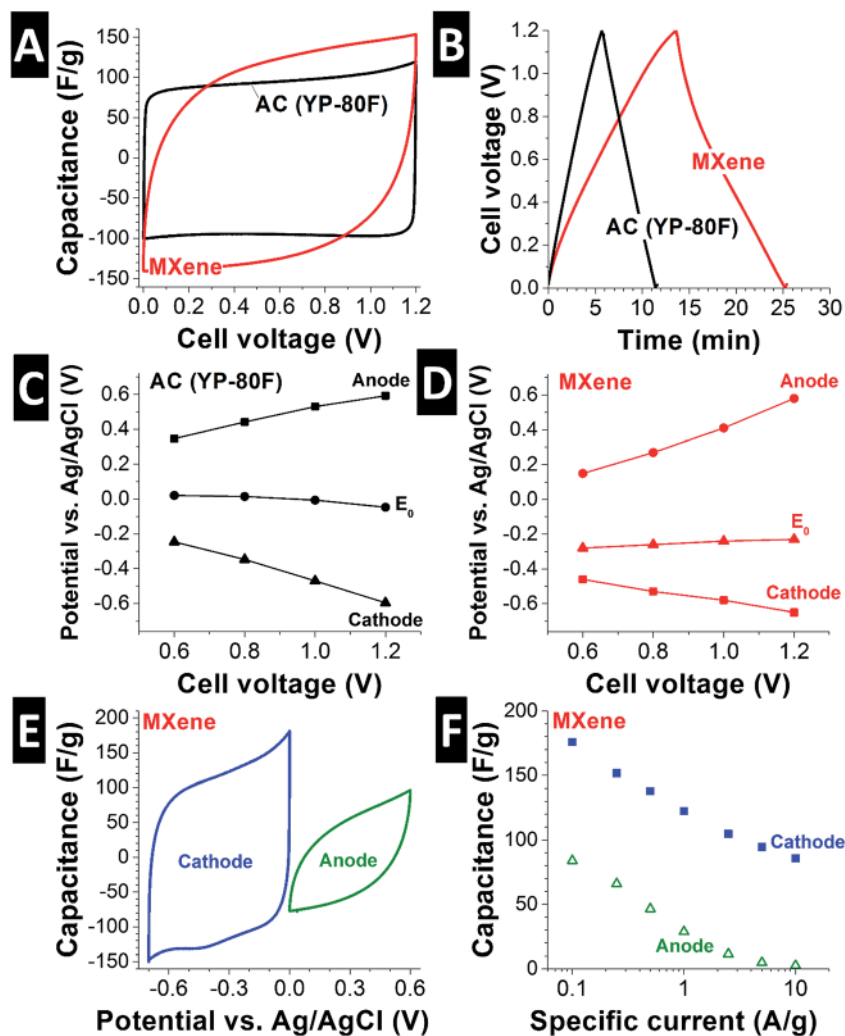 A
Capacitance (F/g)
150
100
50
0
-50
-100
-150
AC (YP-80F)
MXene
0.0 0.2 0.4 0.6 0.8 1.0 1.2
Cell voltage (V)
B
Cell voltage (V)
1.2
1.0
0.8
0.6
0.4
0.2
0.0
MXene
AC (YP-80F)
0 5 10 15 20 25 30
Time (min)
C
Potential vs. Ag/AgCl (V)
AC (YP-80F)
Anode
0.6
0.4
0.2
0.0
-0.2
-0.4
-0.6
E₀
Cathode
0.6 0.8 1.0 1.2
Cell voltage (V)
D
Potential vs. Ag/AgCl (V)
MXene
Anode
0.6
0.4
0.2
0.0
-0.2
-0.4
-0.6
E₀
Cathode
0.6 0.8 1.0 1.2
Cell voltage (V)
E
Capacitance (F/g)
MXene
200
150
100
50
0
-50
-100
-150
Cathode
Anode
-0.6 -0.3 0.0 0.3 0.6
Potential vs. Ag/AgCl (V)
F
Capacitance (F/g)
MXene
200
150
100
50
0
Cathode
Anode
0.1 1 10
Specific current (A/g)